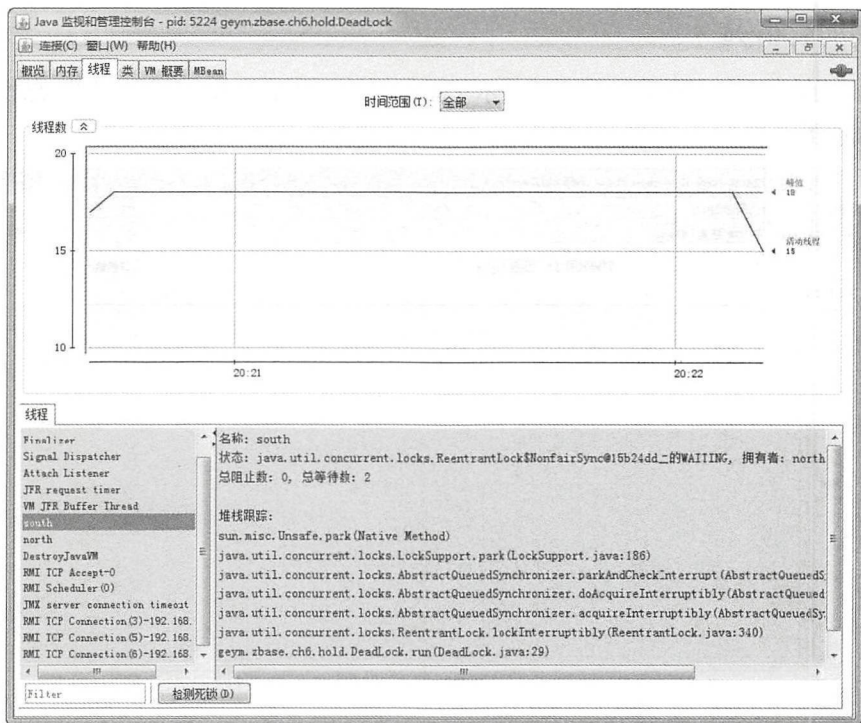 Java 监视和管理控制台 - pid: 5224 geym.zbase.ch6.hold.DeadLock
连接(C) 窗口(W) 帮助(H)
概览 内存 线程 类 VM 概要 MBean
时间范围(T): 全部
线程数
20
15
10
峰值
18
活动线程
15
20:21
20:22
线程
Finalizer
Signal Dispatcher
Attach Listener
JFR request timer
VM JFR Buffer Thread
south
north
DestroyJavaVM
RMI TCP Accept-0
RMI Scheduler(0)
JMX server connection timeout
RMI TCP Connection(3)-192.168.
RMI TCP Connection(5)-192.168.
RMI TCP Connection(6)-192.168.
名称: south
状态: java.util.concurrent.locks.ReentrantLock$NonfairSync@15b24dd上的WAITING, 拥有者: north
总阻止数: 0, 总等待数: 2
堆栈跟踪:
sun.misc.Unsafe.park(Native Method)
java.util.concurrent.locks.LockSupport.park(LockSupport.java:186)
java.util.concurrent.locks.AbstractQueuedSynchronizer.parkAndCheckInterrupt(AbstractQueuedS
java.util.concurrent.locks.AbstractQueuedSynchronizer.doAcquireInterruptibly(AbstractQueued
java.util.concurrent.locks.AbstractQueuedSynchronizer.acquireInterruptibly(AbstractQueuedSy
java.util.concurrent.locks.ReentrantLock.lockInterruptibly(ReentrantLock.java:340)
geym.zbase.ch6.hold.DeadLock.run(DeadLock.java:29)
Filter
检测死锁(D)